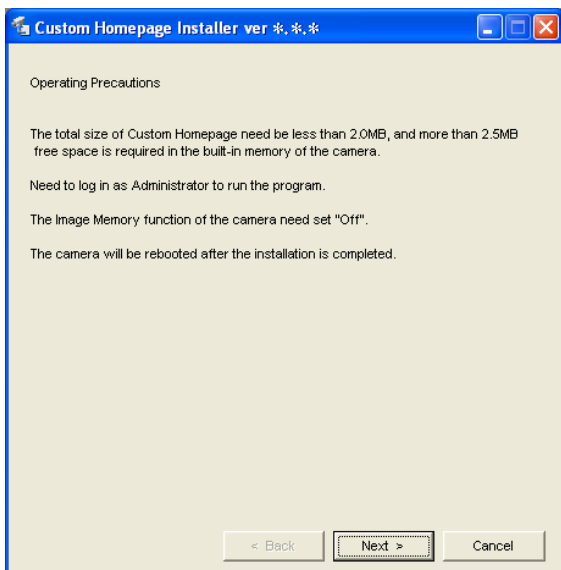 Custom Homepage Installer ver *.*.*
Operating Precautions
The total size of Custom Homepage need be less than 2.0MB, and more than 2.5MB
free space is required in the built-in memory of the camera.
Need to log in as Administrator to run the program.
The Image Memory function of the camera need set "Off".
The camera will be rebooted after the installation is completed.
< Back
Next >
Cancel